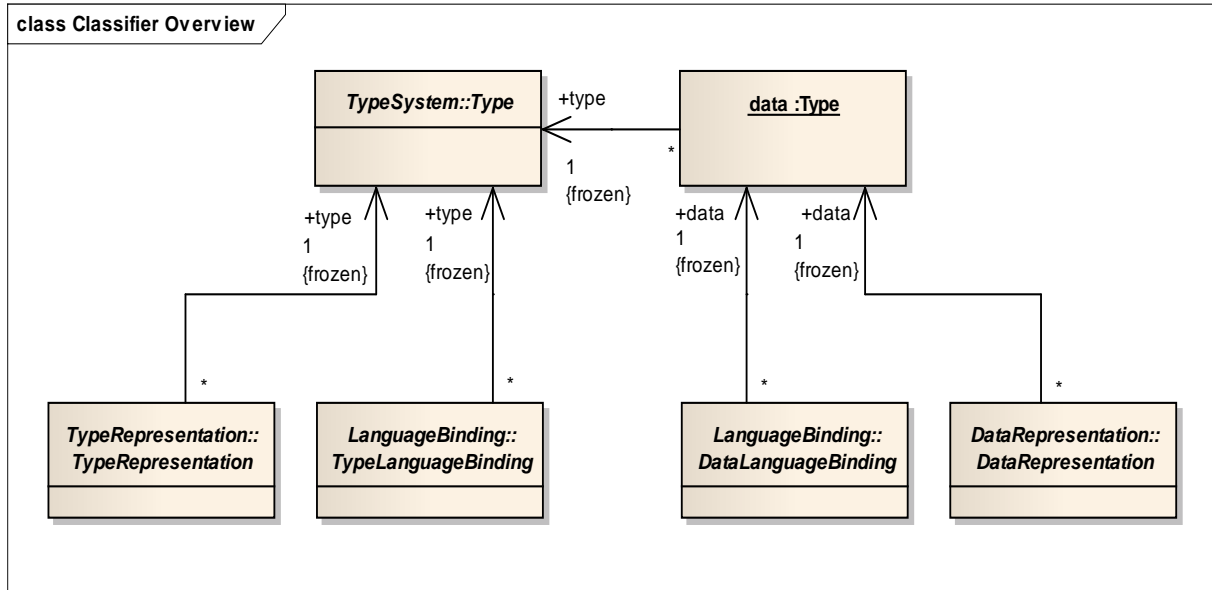 class Classifier Overview
TypeSystem::Type
+type
1
{frozen}
*
data :Type
+type
1
{frozen}
+type
1
{frozen}
+data
1
{frozen}
+data
1
{frozen}
*
*
*
*
TypeRepresentation::
TypeRepresentation
LanguageBinding::
TypeLanguageBinding
LanguageBinding::
DataLanguageBinding
DataRepresentation::
DataRepresentation